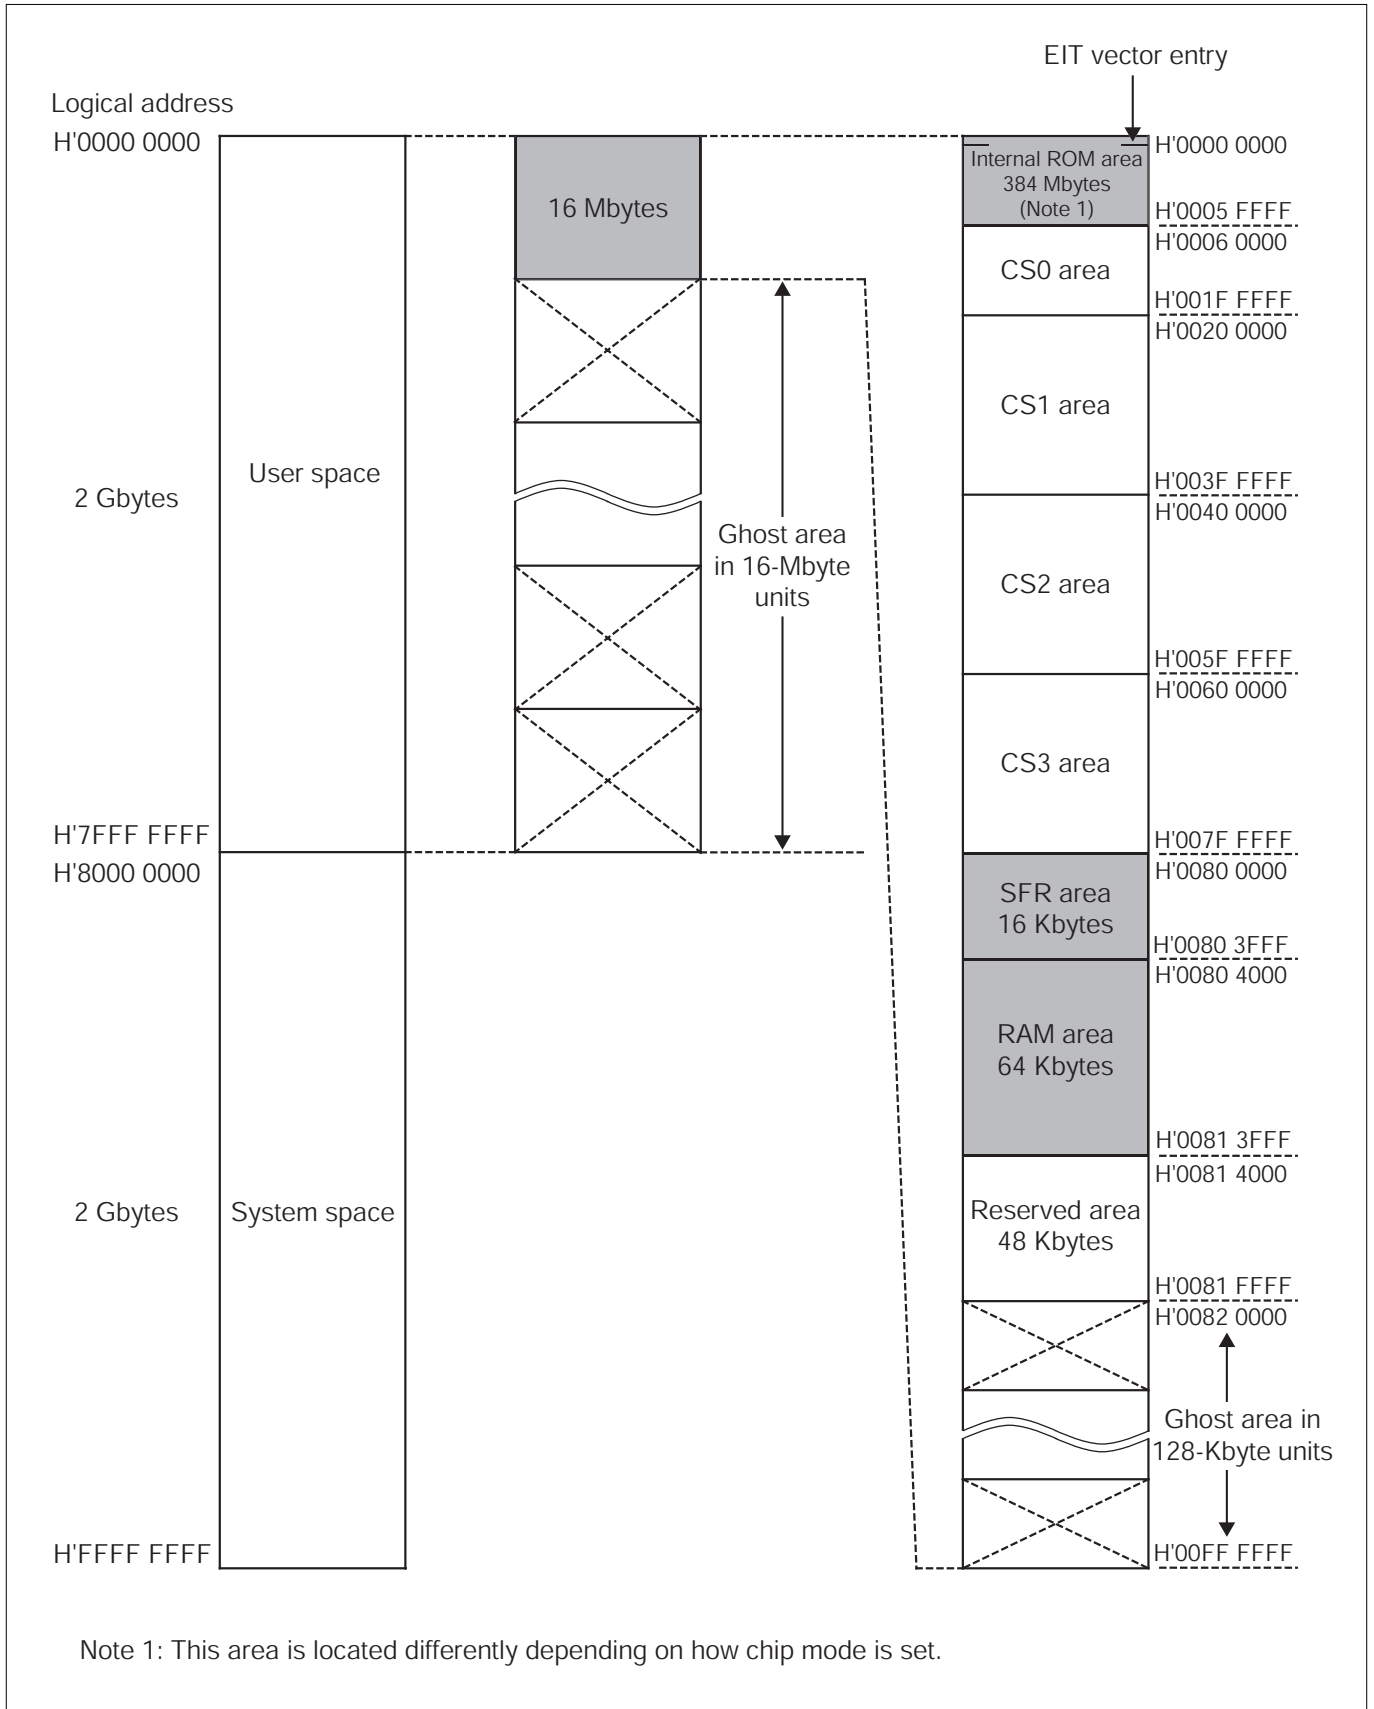 EIT vector entry
Logical address
H'0000 0000
H'0000 0000
Internal ROM area
384 Mbytes
(Note 1)
16 Mbytes
H'0005 FFFF
H'0006 0000
CS0 area
H'001F FFFF
H'0020 0000
CS1 area
User space
2 Gbytes
H'003F FFFF
H'0040 0000
Ghost area
in 16-Mbyte
units
CS2 area
H'005F FFFF
H'0060 0000
CS3 area
H'7FFF FFFF
H'8000 0000
H'007F FFFF
H'0080 0000
SFR area
16 Kbytes
H'0080 3FFF
H'0080 4000
RAM area
64 Kbytes
H'0081 3FFF
H'0081 4000
2 Gbytes
System space
Reserved area
48 Kbytes
H'0081 FFFF
H'0082 0000
Ghost area in
128-Kbyte units
H'FFFF FFFF
H'00FF FFFF
Note 1: This area is located differently depending on how chip mode is set.